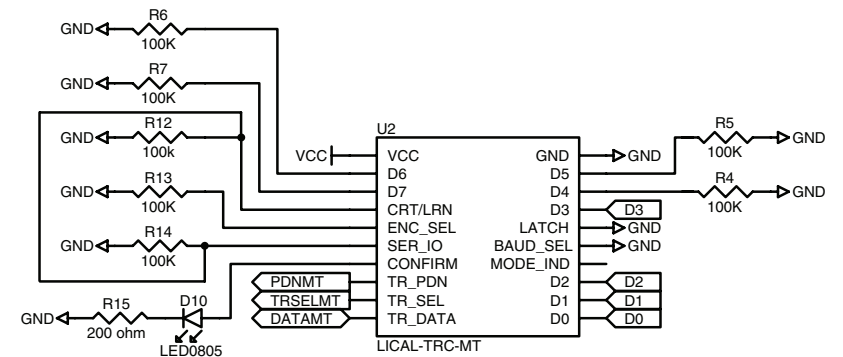 R6
GND
100K
R7
GND
100K
R12
GND
100k
R13
GND
100K
R14
GND
100K
R15
GND
200 ohm
D10
LED0805
U2
VCC
VCC GND GND
D6 D5
D7 D4
CRT/LRN D3 D3
ENC_SEL LATCH GND
SER_IO BAUD_SEL GND
CONFIRM MODE_IND
PDNMT TR_PDN D2 D2
TRSELMT TR_SEL D1 D1
DATAMT TR_DATA D0 D0
LICAL-TRC-MT
R5
GND
100K
R4
GND
100K